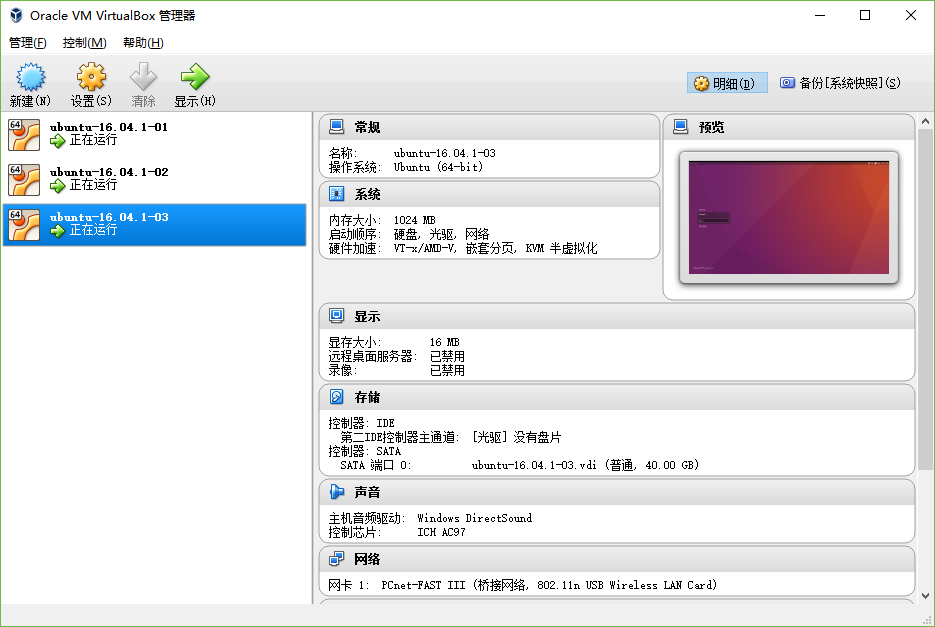 Oracle VM VirtualBox 管理器
管理(F) 控制(M) 帮助(H)
新建(N) 设置(S) 清除 显示(H) 明细(D) 备份[系统快照](S)
64 ubuntu-16.04.1-01
正在运行
64 ubuntu-16.04.1-02
正在运行
64 ubuntu-16.04.1-03
正在运行
常规
名称: ubuntu-16.04.1-03
操作系统: Ubuntu (64-bit)
系统
内存大小: 1024 MB
启动顺序: 硬盘, 光驱, 网络
硬件加速: VT-x/AMD-V, 嵌套分页, KVM 半虚拟化
预览
显示
显存大小: 16 MB
远程桌面服务器: 已禁用
录像: 已禁用
存储
控制器: IDE
第二IDE控制器主通道: [光驱] 没有盘片
控制器: SATA
SATA 端口 0: ubuntu-16.04.1-03.vdi (普通, 40.00 GB)
声音
主机音频驱动: Windows DirectSound
控制芯片: ICH AC97
网络
网卡 1: PCnet-FAST III (桥接网络, 802.11n USB Wireless LAN Card)